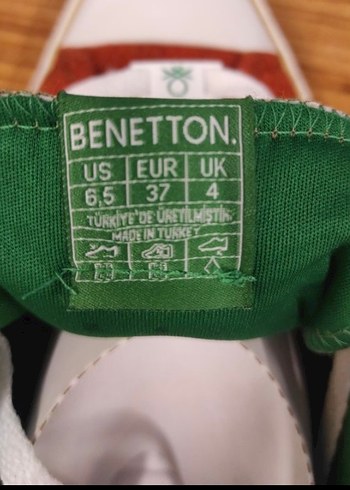 BENETTON.
US EUR UK
6,5 37 4
TÜRKİYE'DE ÜRETİLMİŞTİR
MADE IN TURKEY